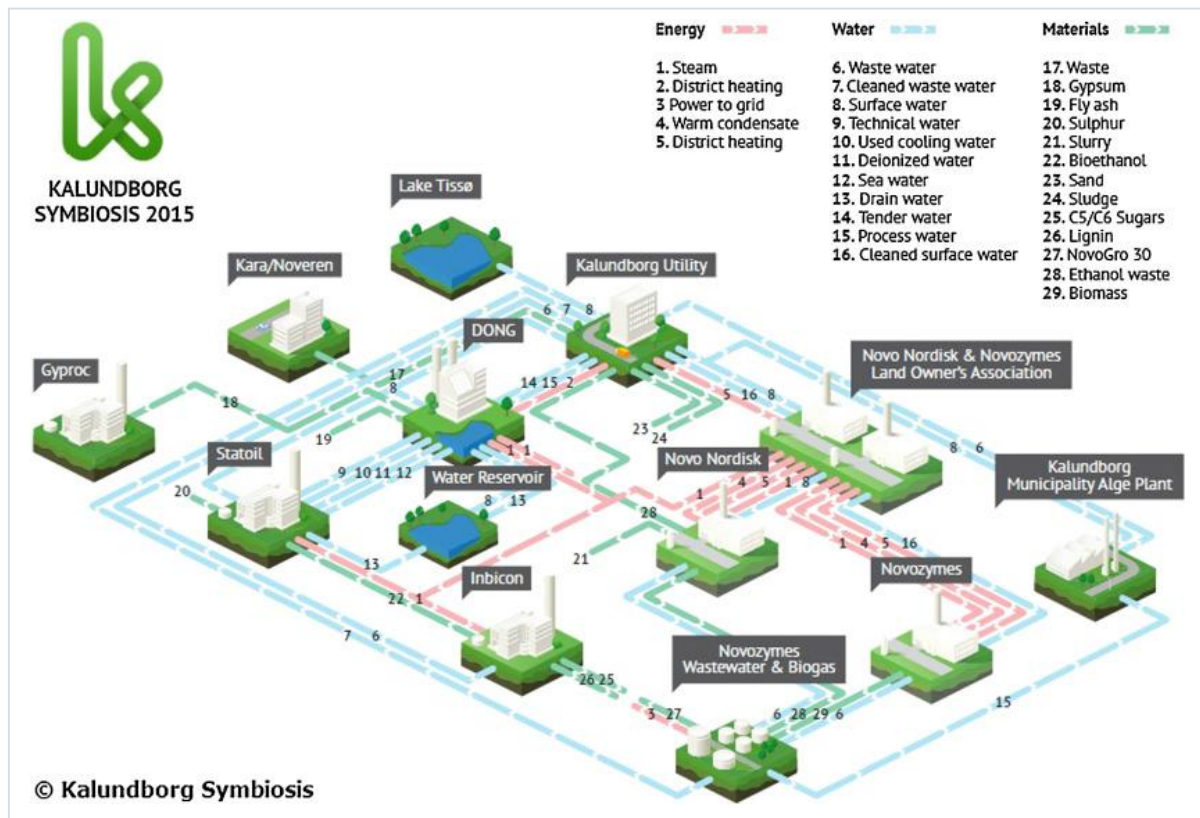 KALUNDBORG
SYMBIOSIS 2015
Energy
1. Steam
2. District heating
3 Power to grid
4. Warm condensate
5. District heating
Water
6. Waste water
7. Cleaned waste water
8. Surface water
9. Technical water
10. Used cooling water
11. Deionized water
12. Sea water
13. Drain water
14. Tender water
15. Process water
16. Cleaned surface water
Materials
17. Waste
18. Gypsum
19. Fly ash
20. Sulphur
21. Slurry
22. Bioethanol
23. Sand
24. Sludge
25. C5/C6 Sugars
26. Lignin
27. NovoGro 30
28. Ethanol waste
29. Biomass
Lake Tissø
Kara/Noveren
Kalundborg Utility
6 7 8
DONG
Gyproc
17
8
14 15 2
Novo Nordisk & Novozymes
Land Owner's Association
5 16 8
18
19
23
24
8 6
Statoil
9 10 11 12
1 1
Water Reservoir
Novo Nordisk
Kalundborg
Municipality Alge Plant
20
8 13
1 4 5 1 8
28
21
1 4 5 16
13
Inbicon
22 1
Novozymes
7 6
Novozymes
Wastewater & Biogas
26 25
3 27
6 28 29 6
15
© Kalundborg Symbiosis